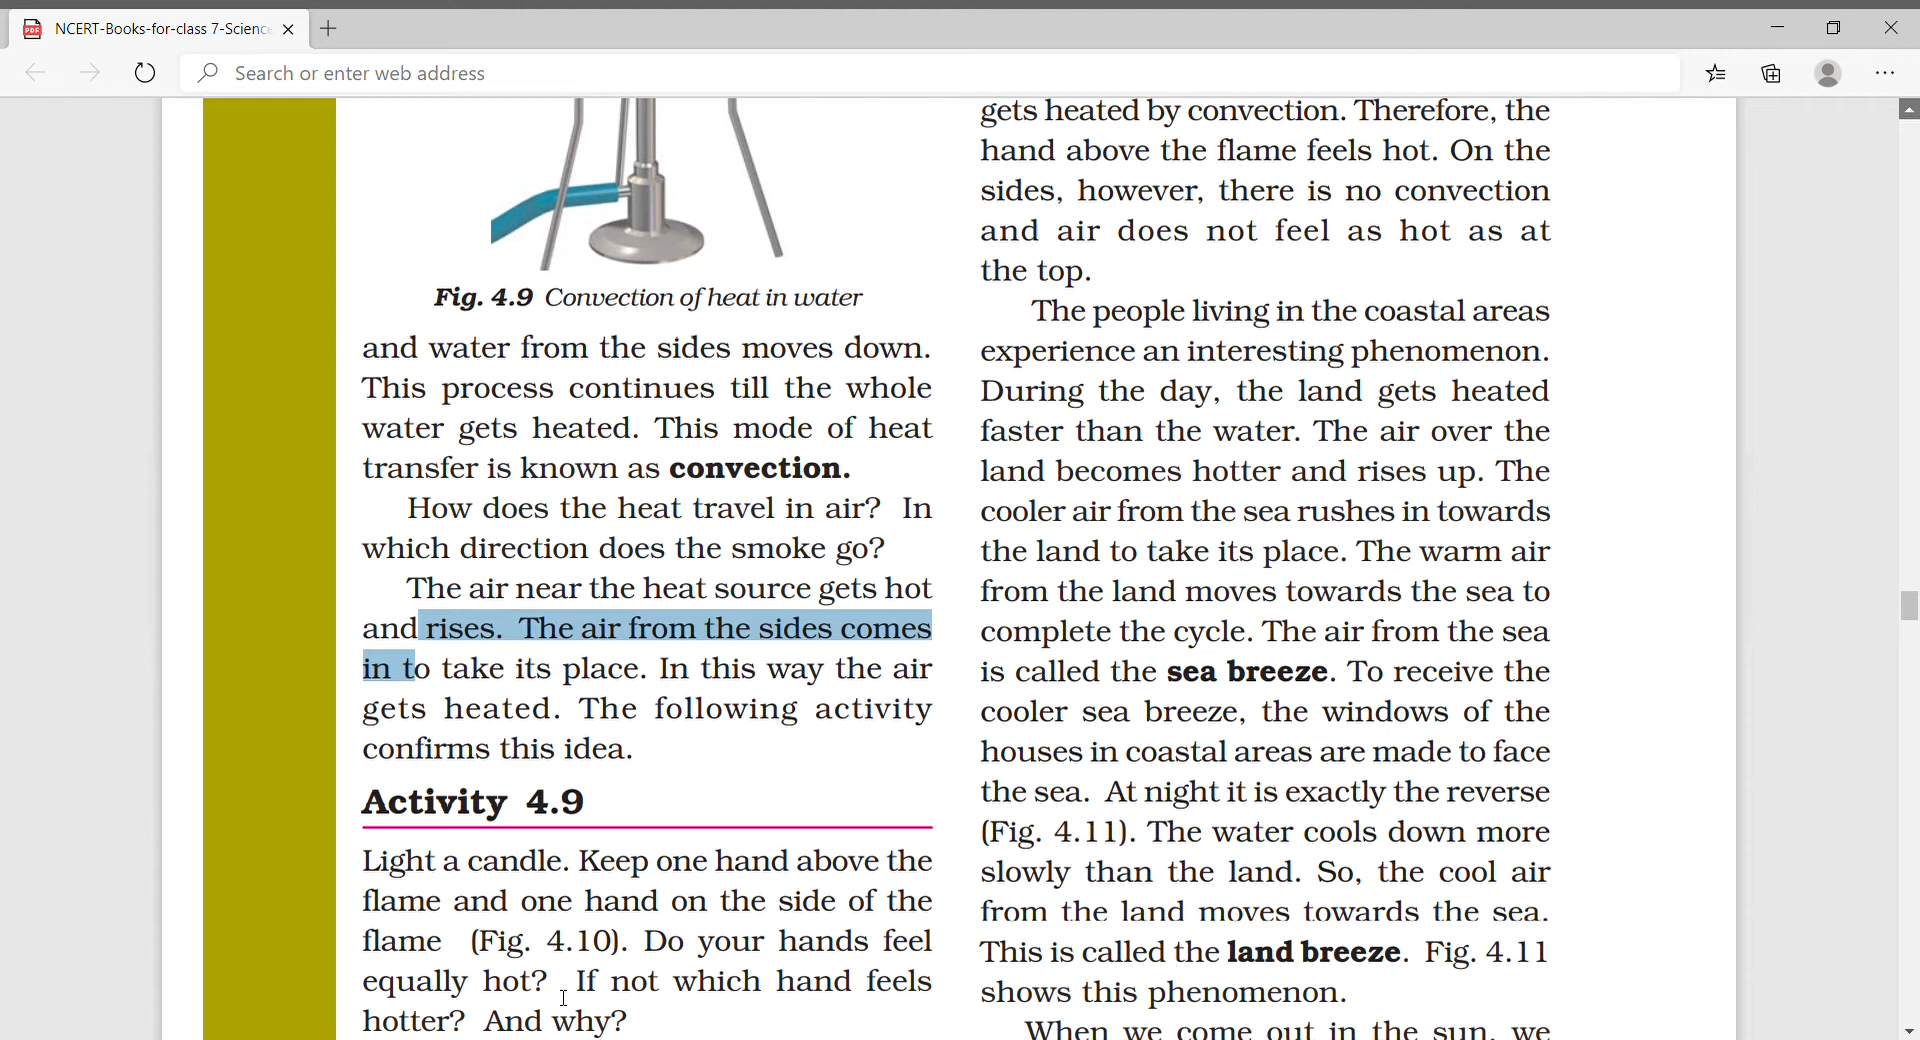 NCERT-Books-for-class 7-Science
Search or enter web address
Fig. 4.9 Convection of heat in water
and water from the sides moves down.
This process continues till the whole
water gets heated. This mode of heat
transfer is known as convection.
How does the heat travel in air? In
which direction does the smoke go?
The air near the heat source gets hot
and rises. The air from the sides comes
in to take its place. In this way the air
gets heated. The following activity
confirms this idea.
Activity 4.9
Light a candle. Keep one hand above the
flame and one hand on the side of the
flame (Fig. 4.10). Do your hands feel
equally hot? If not which hand feels
hotter? And why?
gets heated by convection. Therefore, the
hand above the flame feels hot. On the
sides, however, there is no convection
and air does not feel as hot as at
the top.
The people living in the coastal areas
experience an interesting phenomenon.
During the day, the land gets heated
faster than the water. The air over the
land becomes hotter and rises up. The
cooler air from the sea rushes in towards
the land to take its place. The warm air
from the land moves towards the sea to
complete the cycle. The air from the sea
is called the sea breeze. To receive the
cooler sea breeze, the windows of the
houses in coastal areas are made to face
the sea. At night it is exactly the reverse
(Fig. 4.11). The water cools down more
slowly than the land. So, the cool air
from the land moves towards the sea.
This is called the land breeze. Fig. 4.11
shows this phenomenon.
When we come out in the sun, we